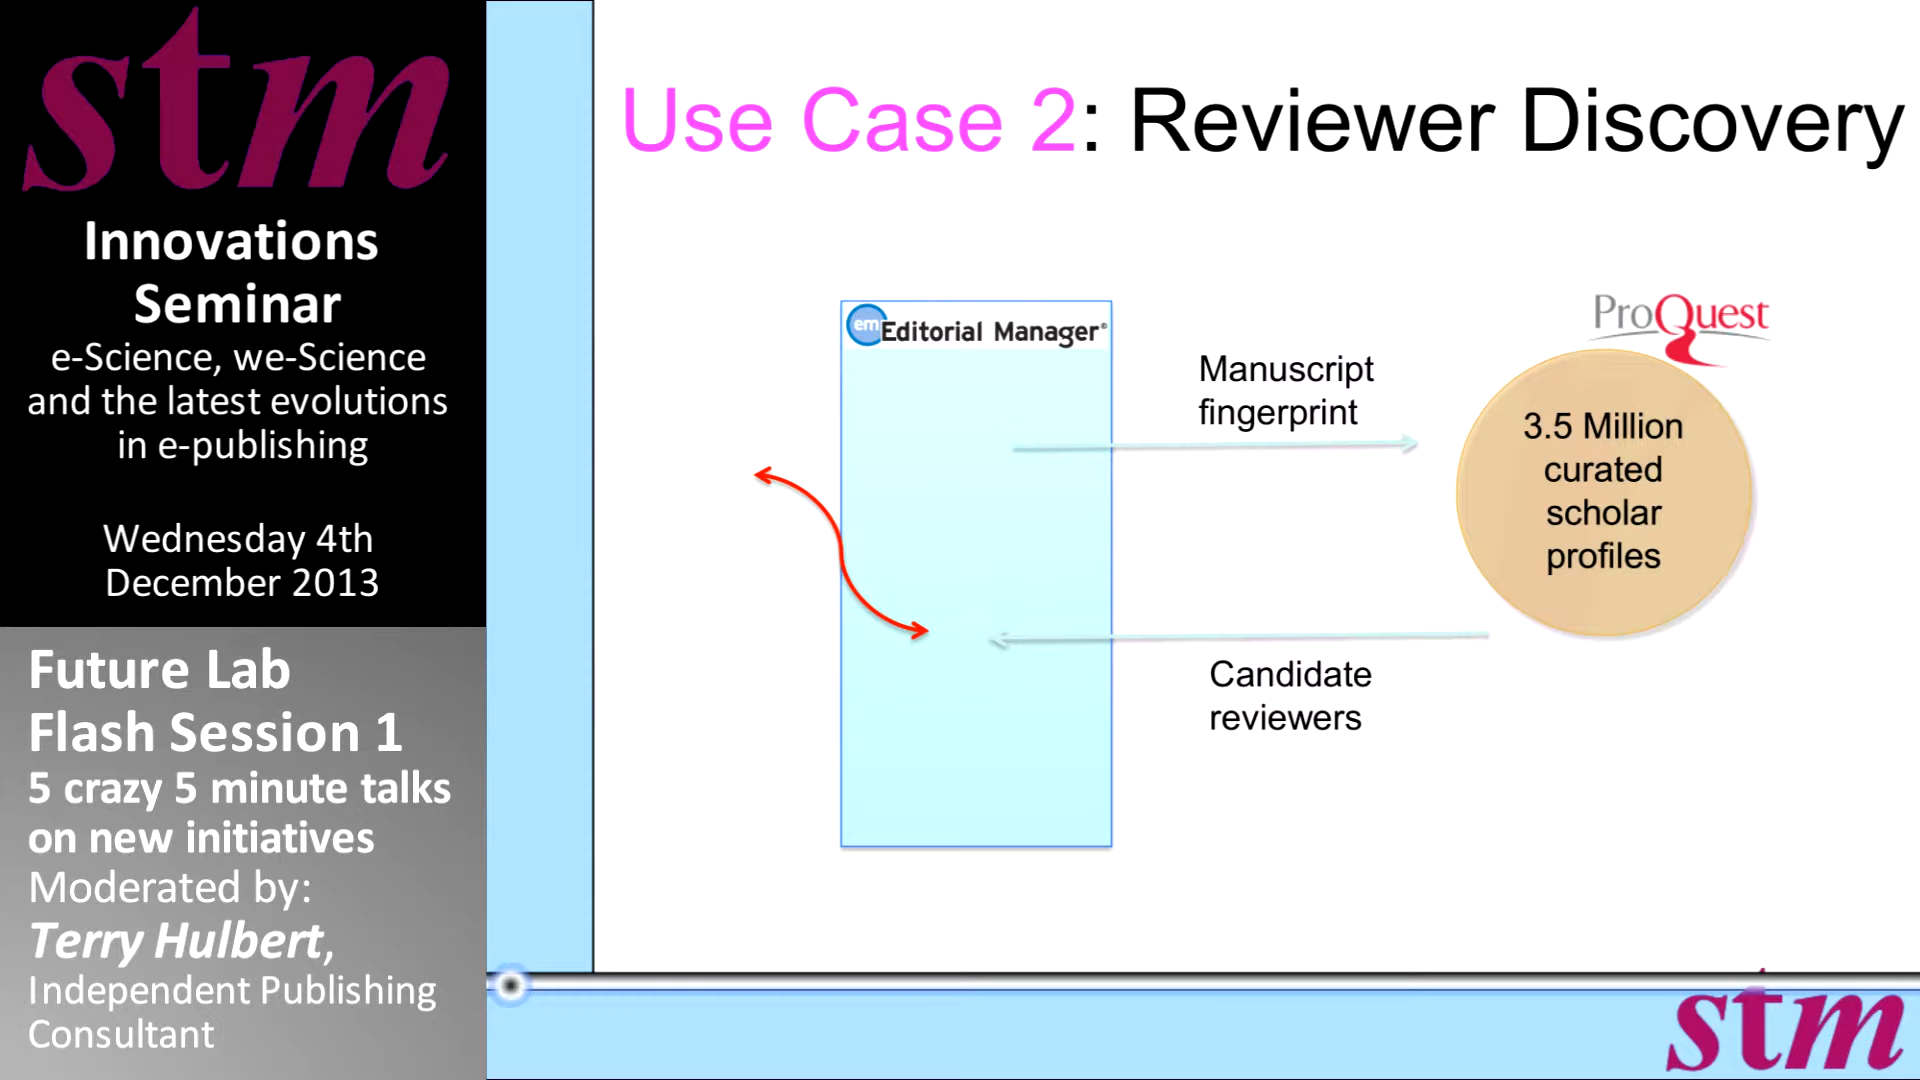 stm
Innovations
Seminar
e-Science, we-Science
and the latest evolutions
in e-publishing
Wednesday 4th
December 2013
Future Lab
Flash Session 1
5 crazy 5 minute talks
on new initiatives
Moderated by:
Terry Hulbert,
Independent Publishing
Consultant
Use Case 2: Reviewer Discovery
em Editorial Manager®
Manuscript
fingerprint
ProQuest
3.5 Million
curated
scholar
profiles
Candidate
reviewers
stm